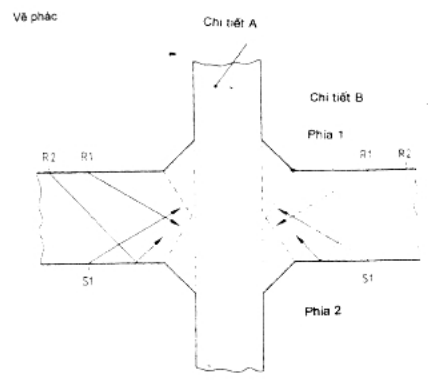 Vẽ phác
Chi tiết A
Chi tiết B
Phía 1
R2 R1 R1 R2
S1 S1
Phía 2